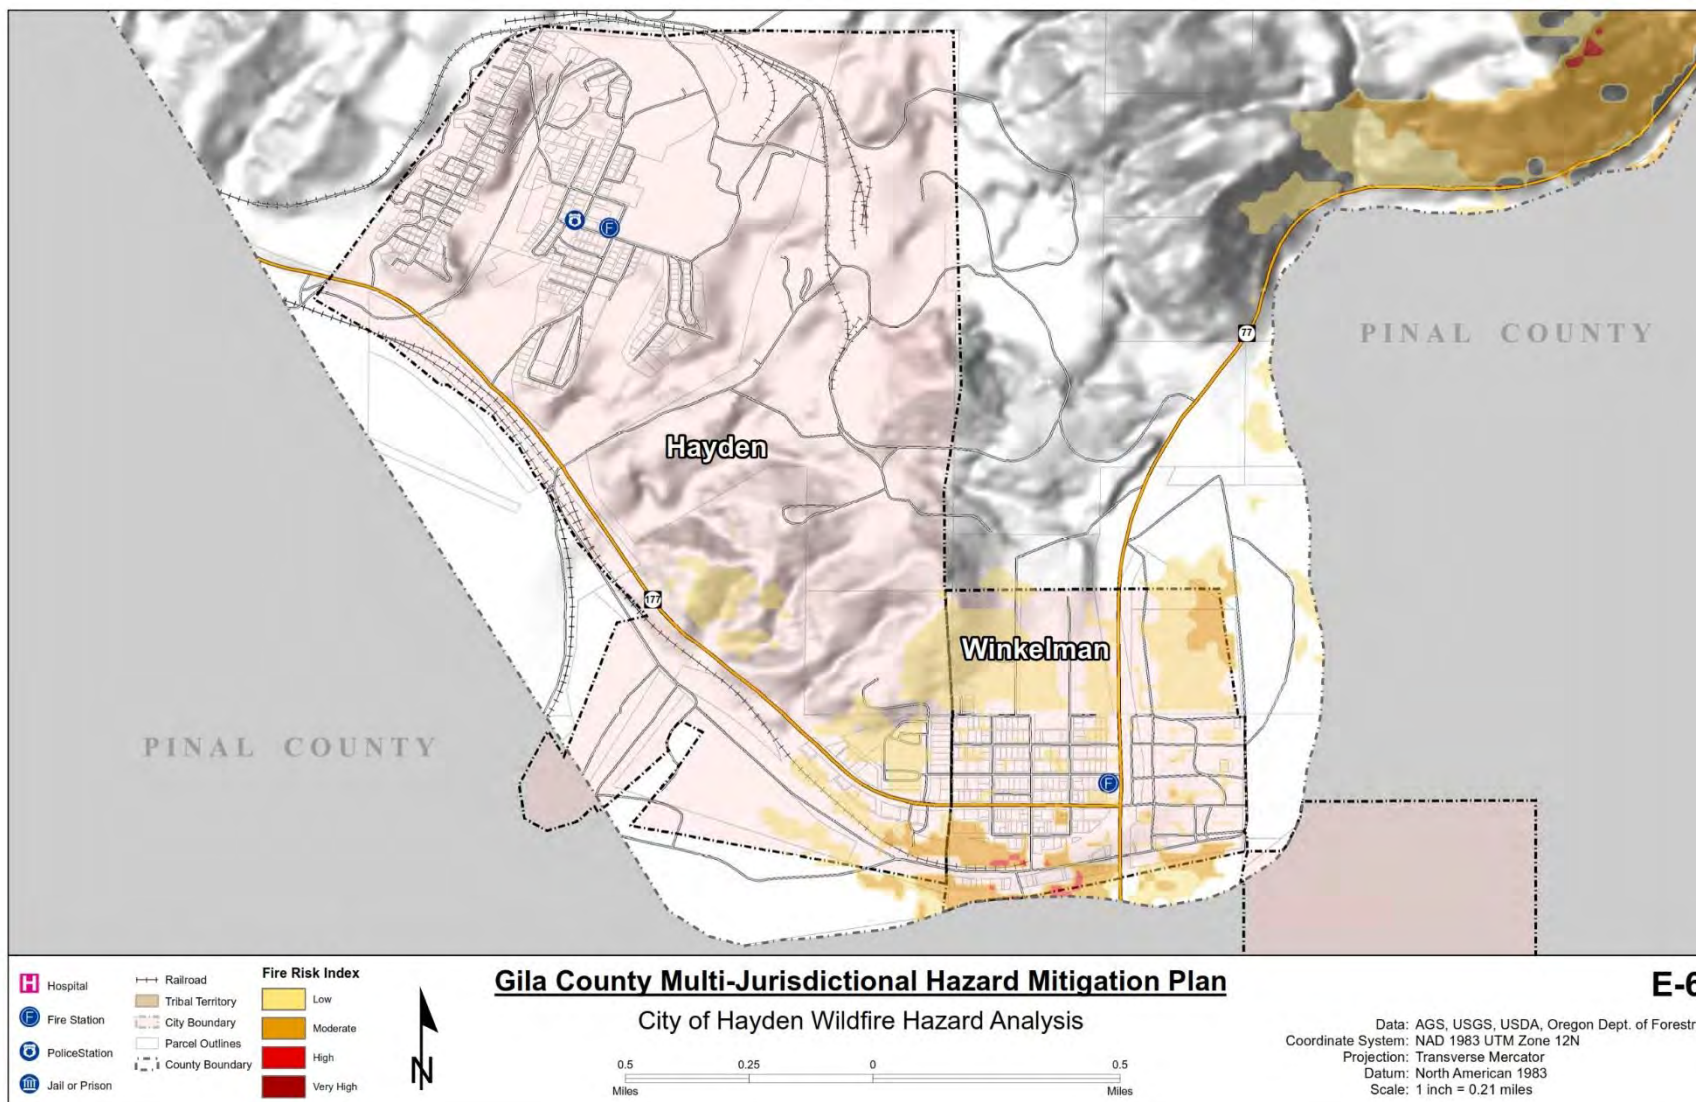 PINAL COUNTY
77
Hayden
177
Winkelman
PINAL COUNTY
F
F
H Hospital
F Fire Station
PoliceStation
Jail or Prison
Railroad
Tribal Territory
City Boundary
Parcel Outlines
County Boundary
Fire Risk Index
Low
Moderate
High
Very High
N
Gila County Multi-Jurisdictional Hazard Mitigation Plan
City of Hayden Wildfire Hazard Analysis
0.5 0.25 0 0.5
Miles Miles
E-6
Data: AGS, USGS, USDA, Oregon Dept. of Forestr
Coordinate System: NAD 1983 UTM Zone 12N
Projection: Transverse Mercator
Datum: North American 1983
Scale: 1 inch = 0.21 miles